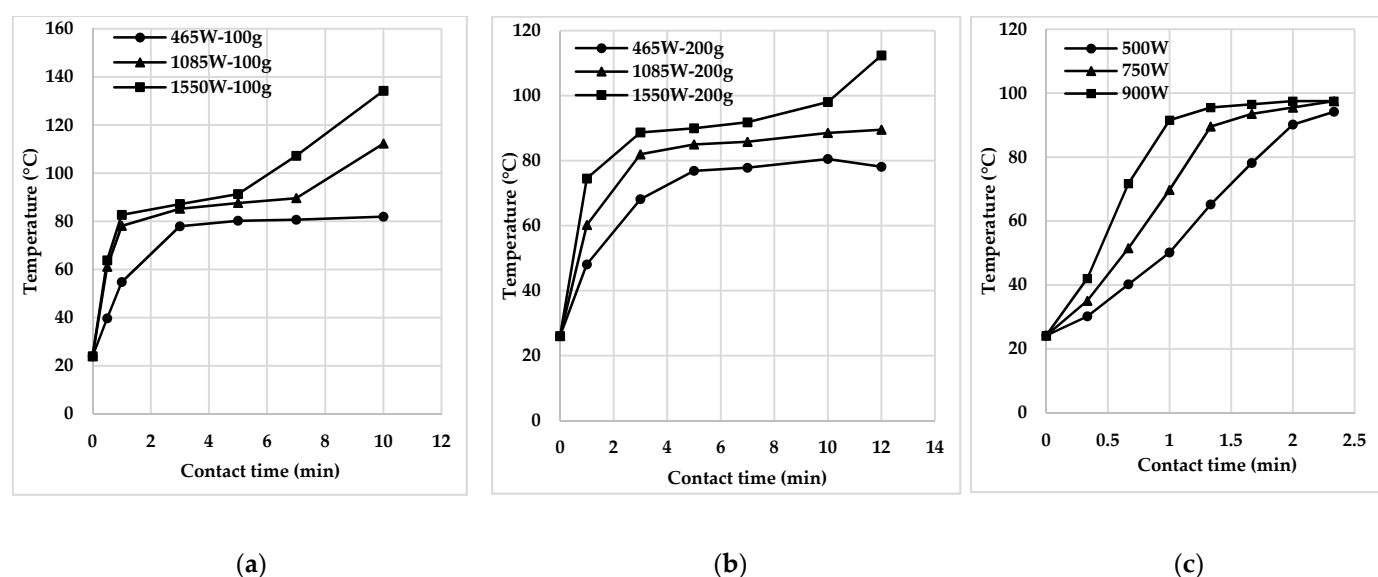 160
140
120
100
80
60
40
20
0
Temperature (°C)
465W-100g
1085W-100g
1550W-100g
0 2 4 6 8 10 12
Contact time (min)
(a)
120
100
80
60
40
20
0
Temperature (°C)
465W-200g
1085W-200g
1550W-200g
0 2 4 6 8 10 12 14
Contact time (min)
(b)
120
100
80
60
40
20
0
Temperature (°C)
500W
750W
900W
0 0.5 1 1.5 2 2.5
Contact time (min)
(c)